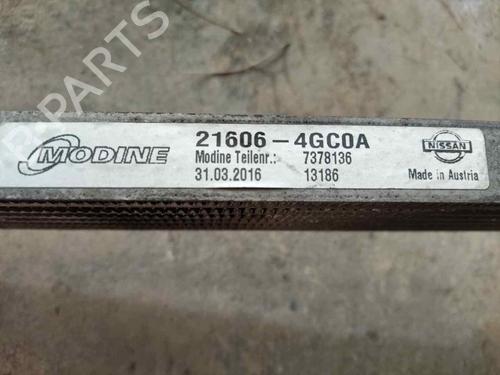 B-PARTS
MODINE
21606-4GC0A
Modine Teilenr.: 7378136
31.03.2016 13186
NISSAN
Made in Austria